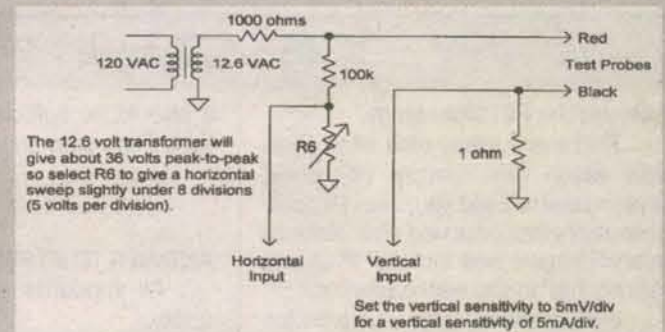 1000 ohms
120 VAC
12.6 VAC
100k
Red
Test Probes
Black
R6
1 ohm
The 12.6 volt transformer will
give about 36 volts peak-to-peak
so select R6 to give a horizontal
sweep slightly under 8 divisions
(5 volts per division).
Horizontal
Input
Vertical
Input
Set the vertical sensitivity to 5mV/div
for a vertical sensitivity of 5mA/div.